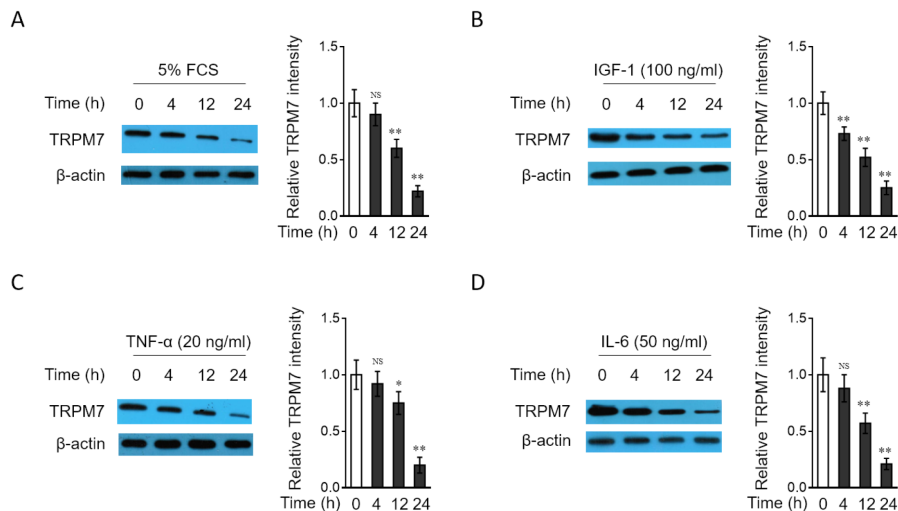 A
5% FCS
Time (h) 0 4 12 24
TRPM7
β-actin
Relative TRPM7 intensity
1.5
1.0
0.5
0.0
NS
**
**
Time (h) 0 4 12 24
B
IGF-1 (100 ng/ml)
Time (h) 0 4 12 24
TRPM7
β-actin
Relative TRPM7 intensity
1.5
1.0
0.5
0.0
**
**
**
Time (h) 0 4 12 24
C
TNF-α (20 ng/ml)
Time (h) 0 4 12 24
TRPM7
β-actin
Relative TRPM7 intensity
1.5
1.0
0.5
0.0
NS
*
**
Time (h) 0 4 12 24
D
IL-6 (50 ng/ml)
Time (h) 0 4 12 24
TRPM7
β-actin
Relative TRPM7 intensity
1.5
1.0
0.5
0.0
NS
**
**
Time (h) 0 4 12 24